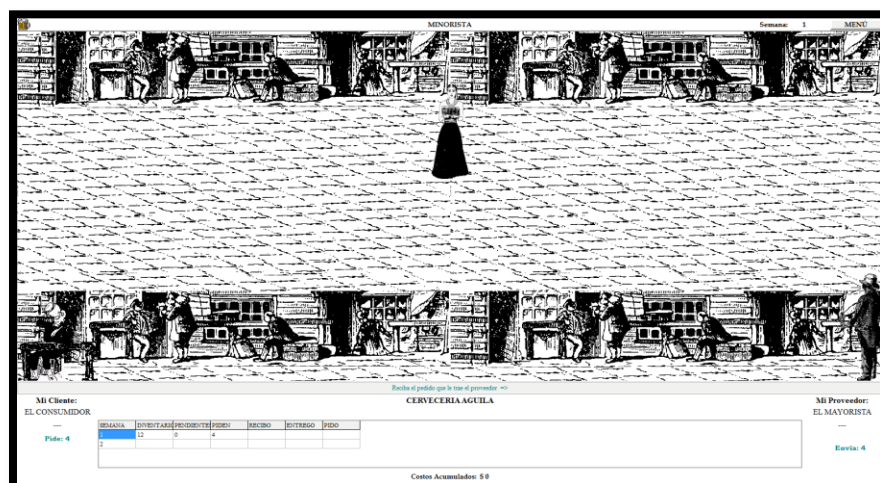 MINORISTA Semana: 1 MENÚ
Reciba el pedido que le trae el proveedor =>
Mi Cliente: CERVECERIA AGUILA Mi Proveedor:
EL CONSUMIDOR EL MAYORISTA
--- ---
SEMANA INVENTARIO PENDIENTE PIDEN RECIBO ENTREGO PIDO
1 12 0 4
2
Pide: 4 Envia: 4
Costos Acumulados: $ 0